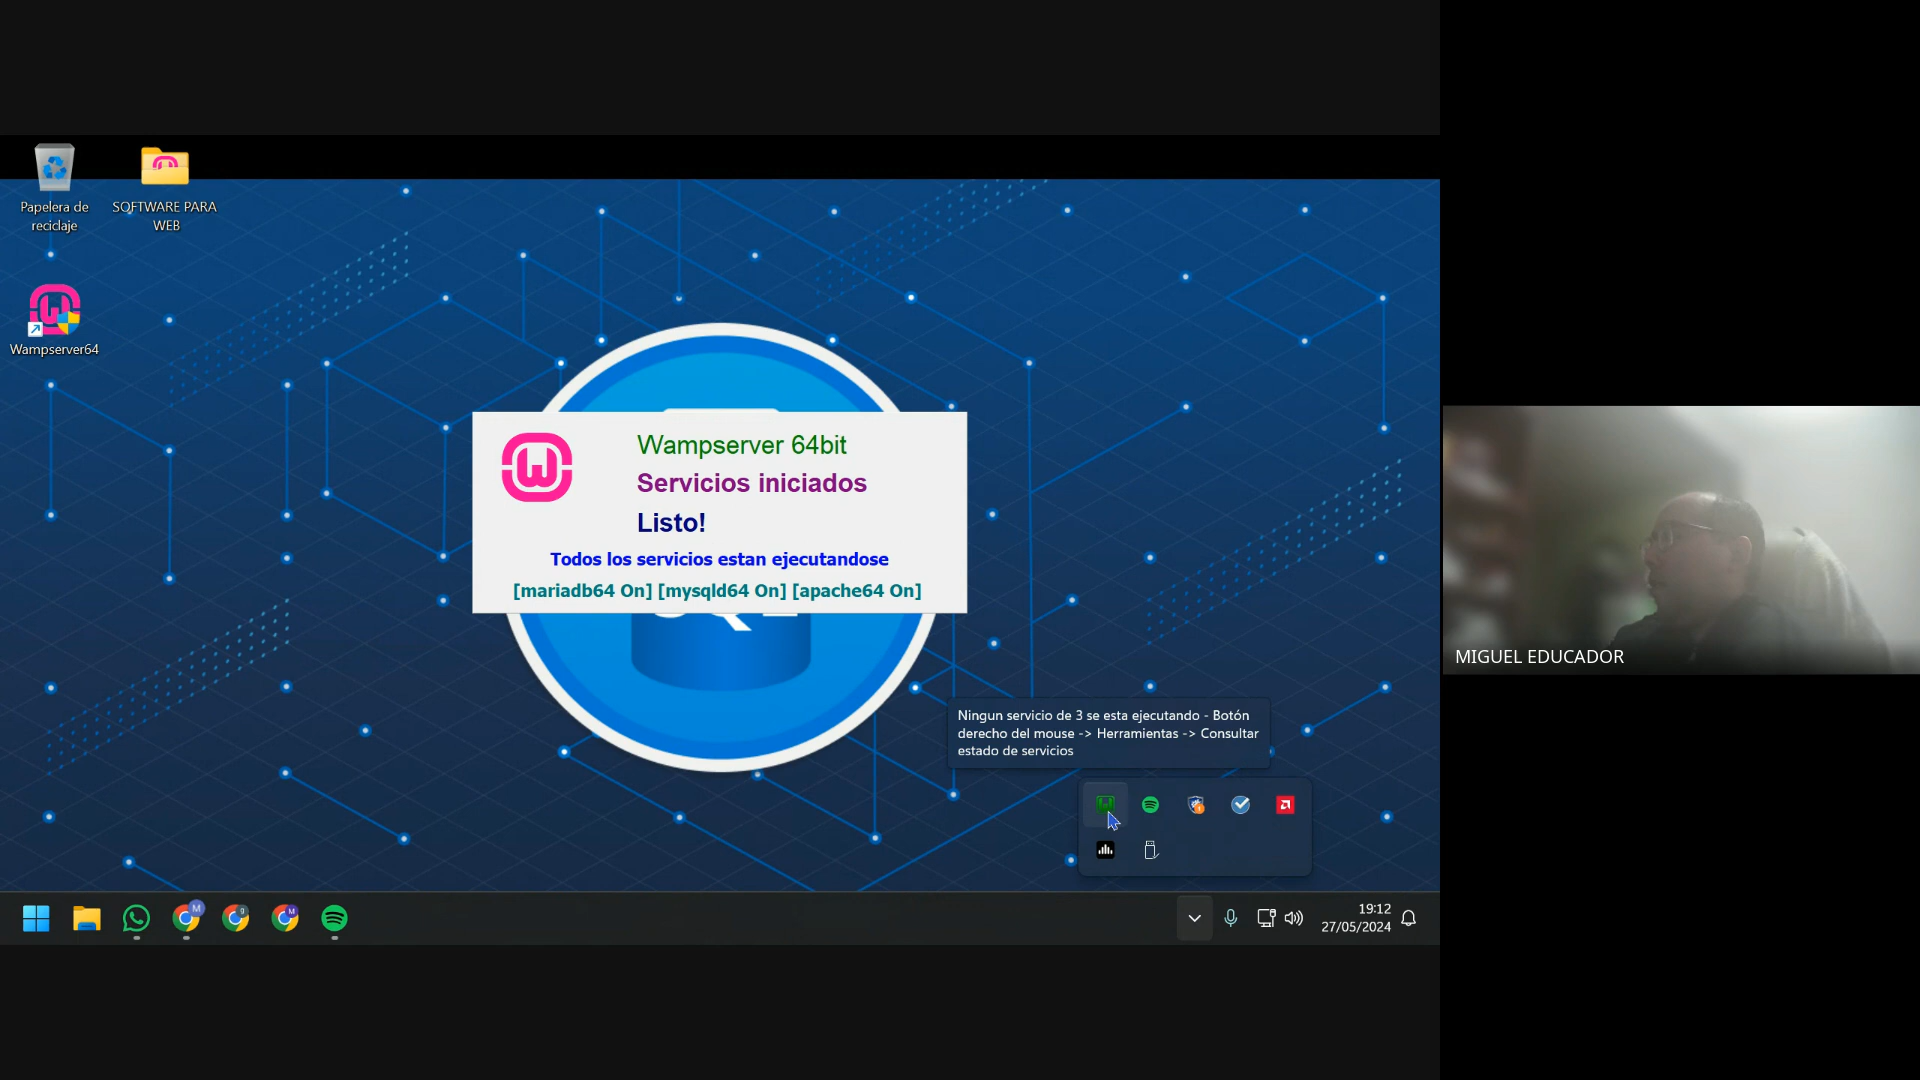 Papelera de
reciclaje
SOFTWARE PARA
WEB
Wampserver64
Wampserver 64bit
Servicios iniciados
Listo!
Todos los servicios estan ejecutandose
[mariadb64 On] [mysqld64 On] [apache64 On]
Ningun servicio de 3 se esta ejecutando - Botón
derecho del mouse -> Herramientas -> Consultar
estado de servicios
MIGUEL EDUCADOR
19:12
27/05/2024